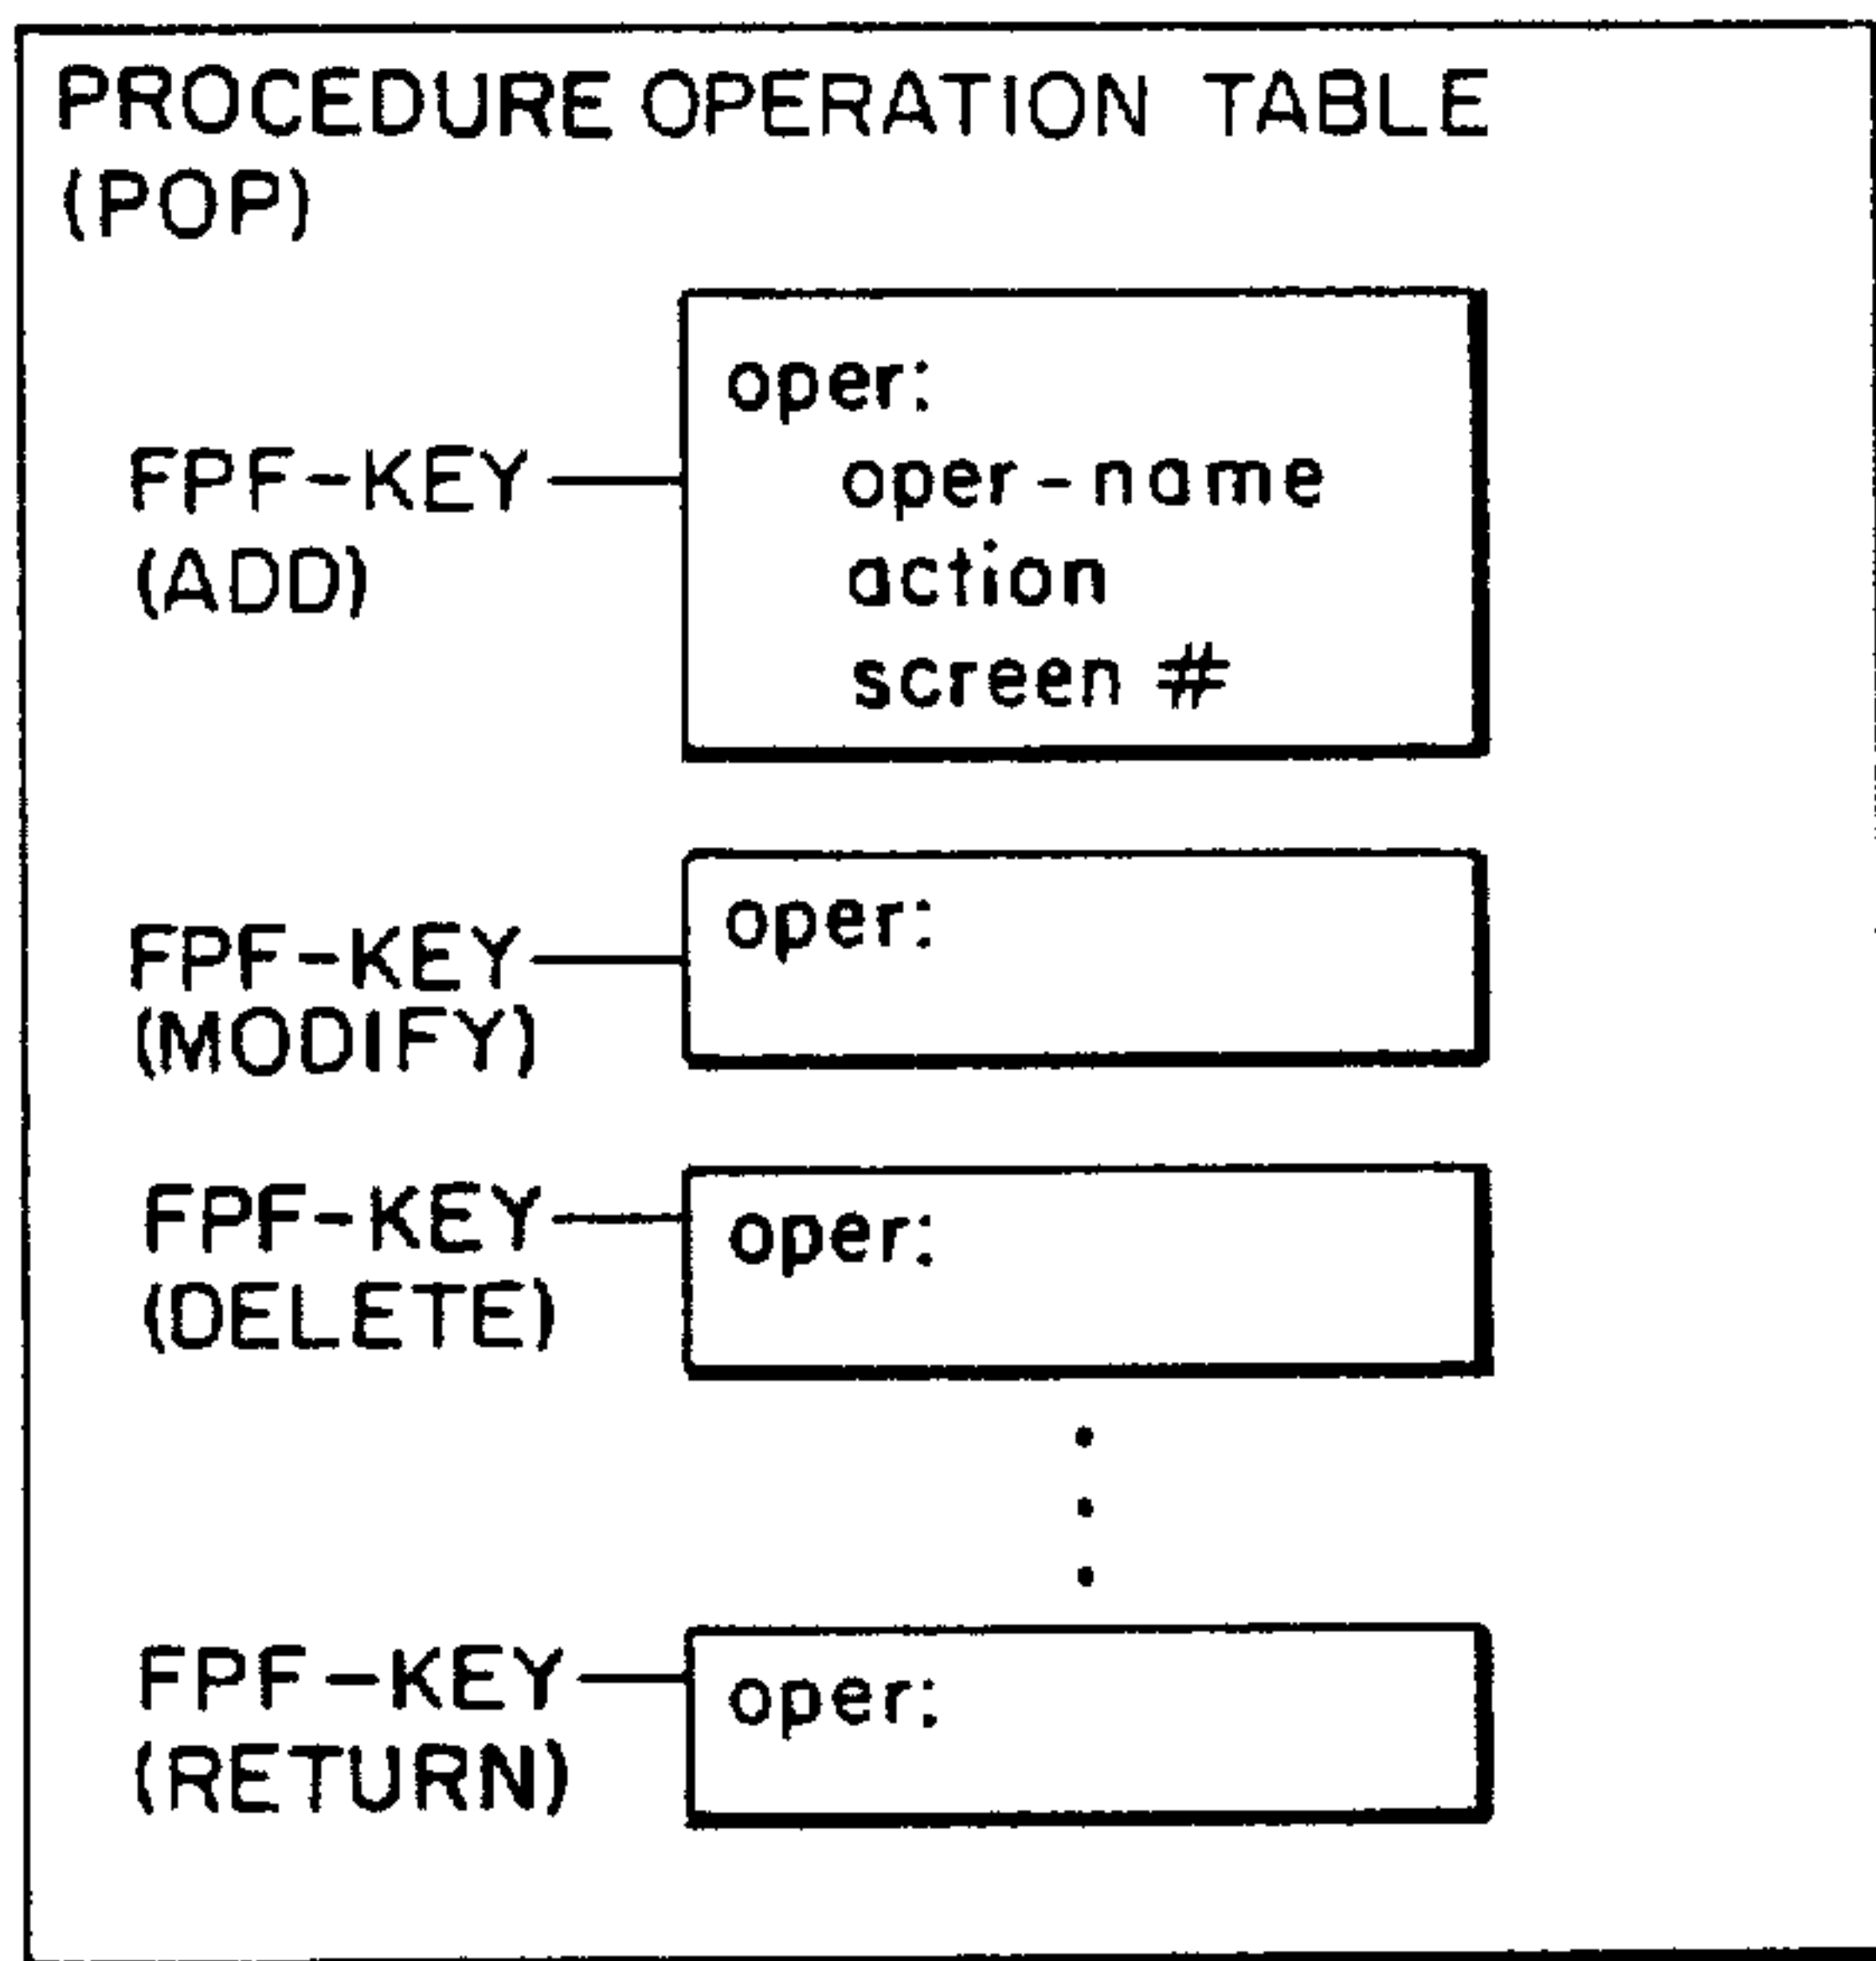 PROCEDURE OPERATION TABLE
(POP)
oper:
FPF-KEY oper-name
(ADD) action
screen #
FPF-KEY oper:
(MODIFY)
FPF-KEY oper:
(DELETE)
FPF-KEY oper:
(RETURN)